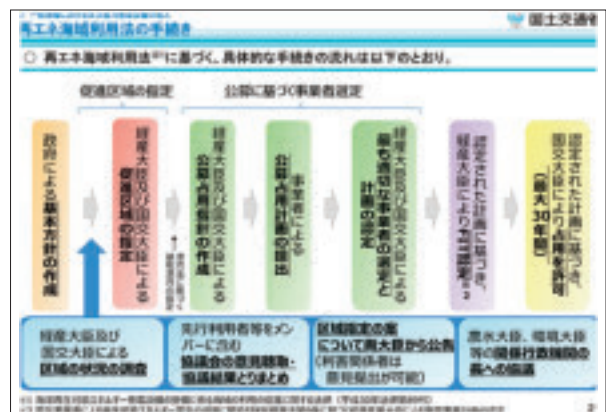 再エネ海域利用法の手続き
国土交通省
○ 再エネ海域利用法※1に基づく、具体的な手続きの流れは以下のとおり。
促進区域の指定
公募に基づく事業者選定
政府による基本方針の作成
経産大臣及び国交大臣による
促進区域の指定
経産大臣及び国交大臣による
公募占用指針の作成
事業者による
公募占用計画の提出
経産大臣及び国交大臣による
最も適切な事業者の選定と
計画の認定
認定された計画に基づき、
経産大臣によりFIT認定※2
認定された計画に基づき、
国交大臣により占用を許可
(最大30年間)
経産大臣及び
国交大臣による
区域の状況の調査
先行利用者等をメン
バーに含む
協議会の意見聴取・
協議結果とりまとめ
区域指定の案
について両大臣から公告
(利害関係者は
意見提出が可能)
農水大臣、環境大臣
等の関係行政機関の
長への協議